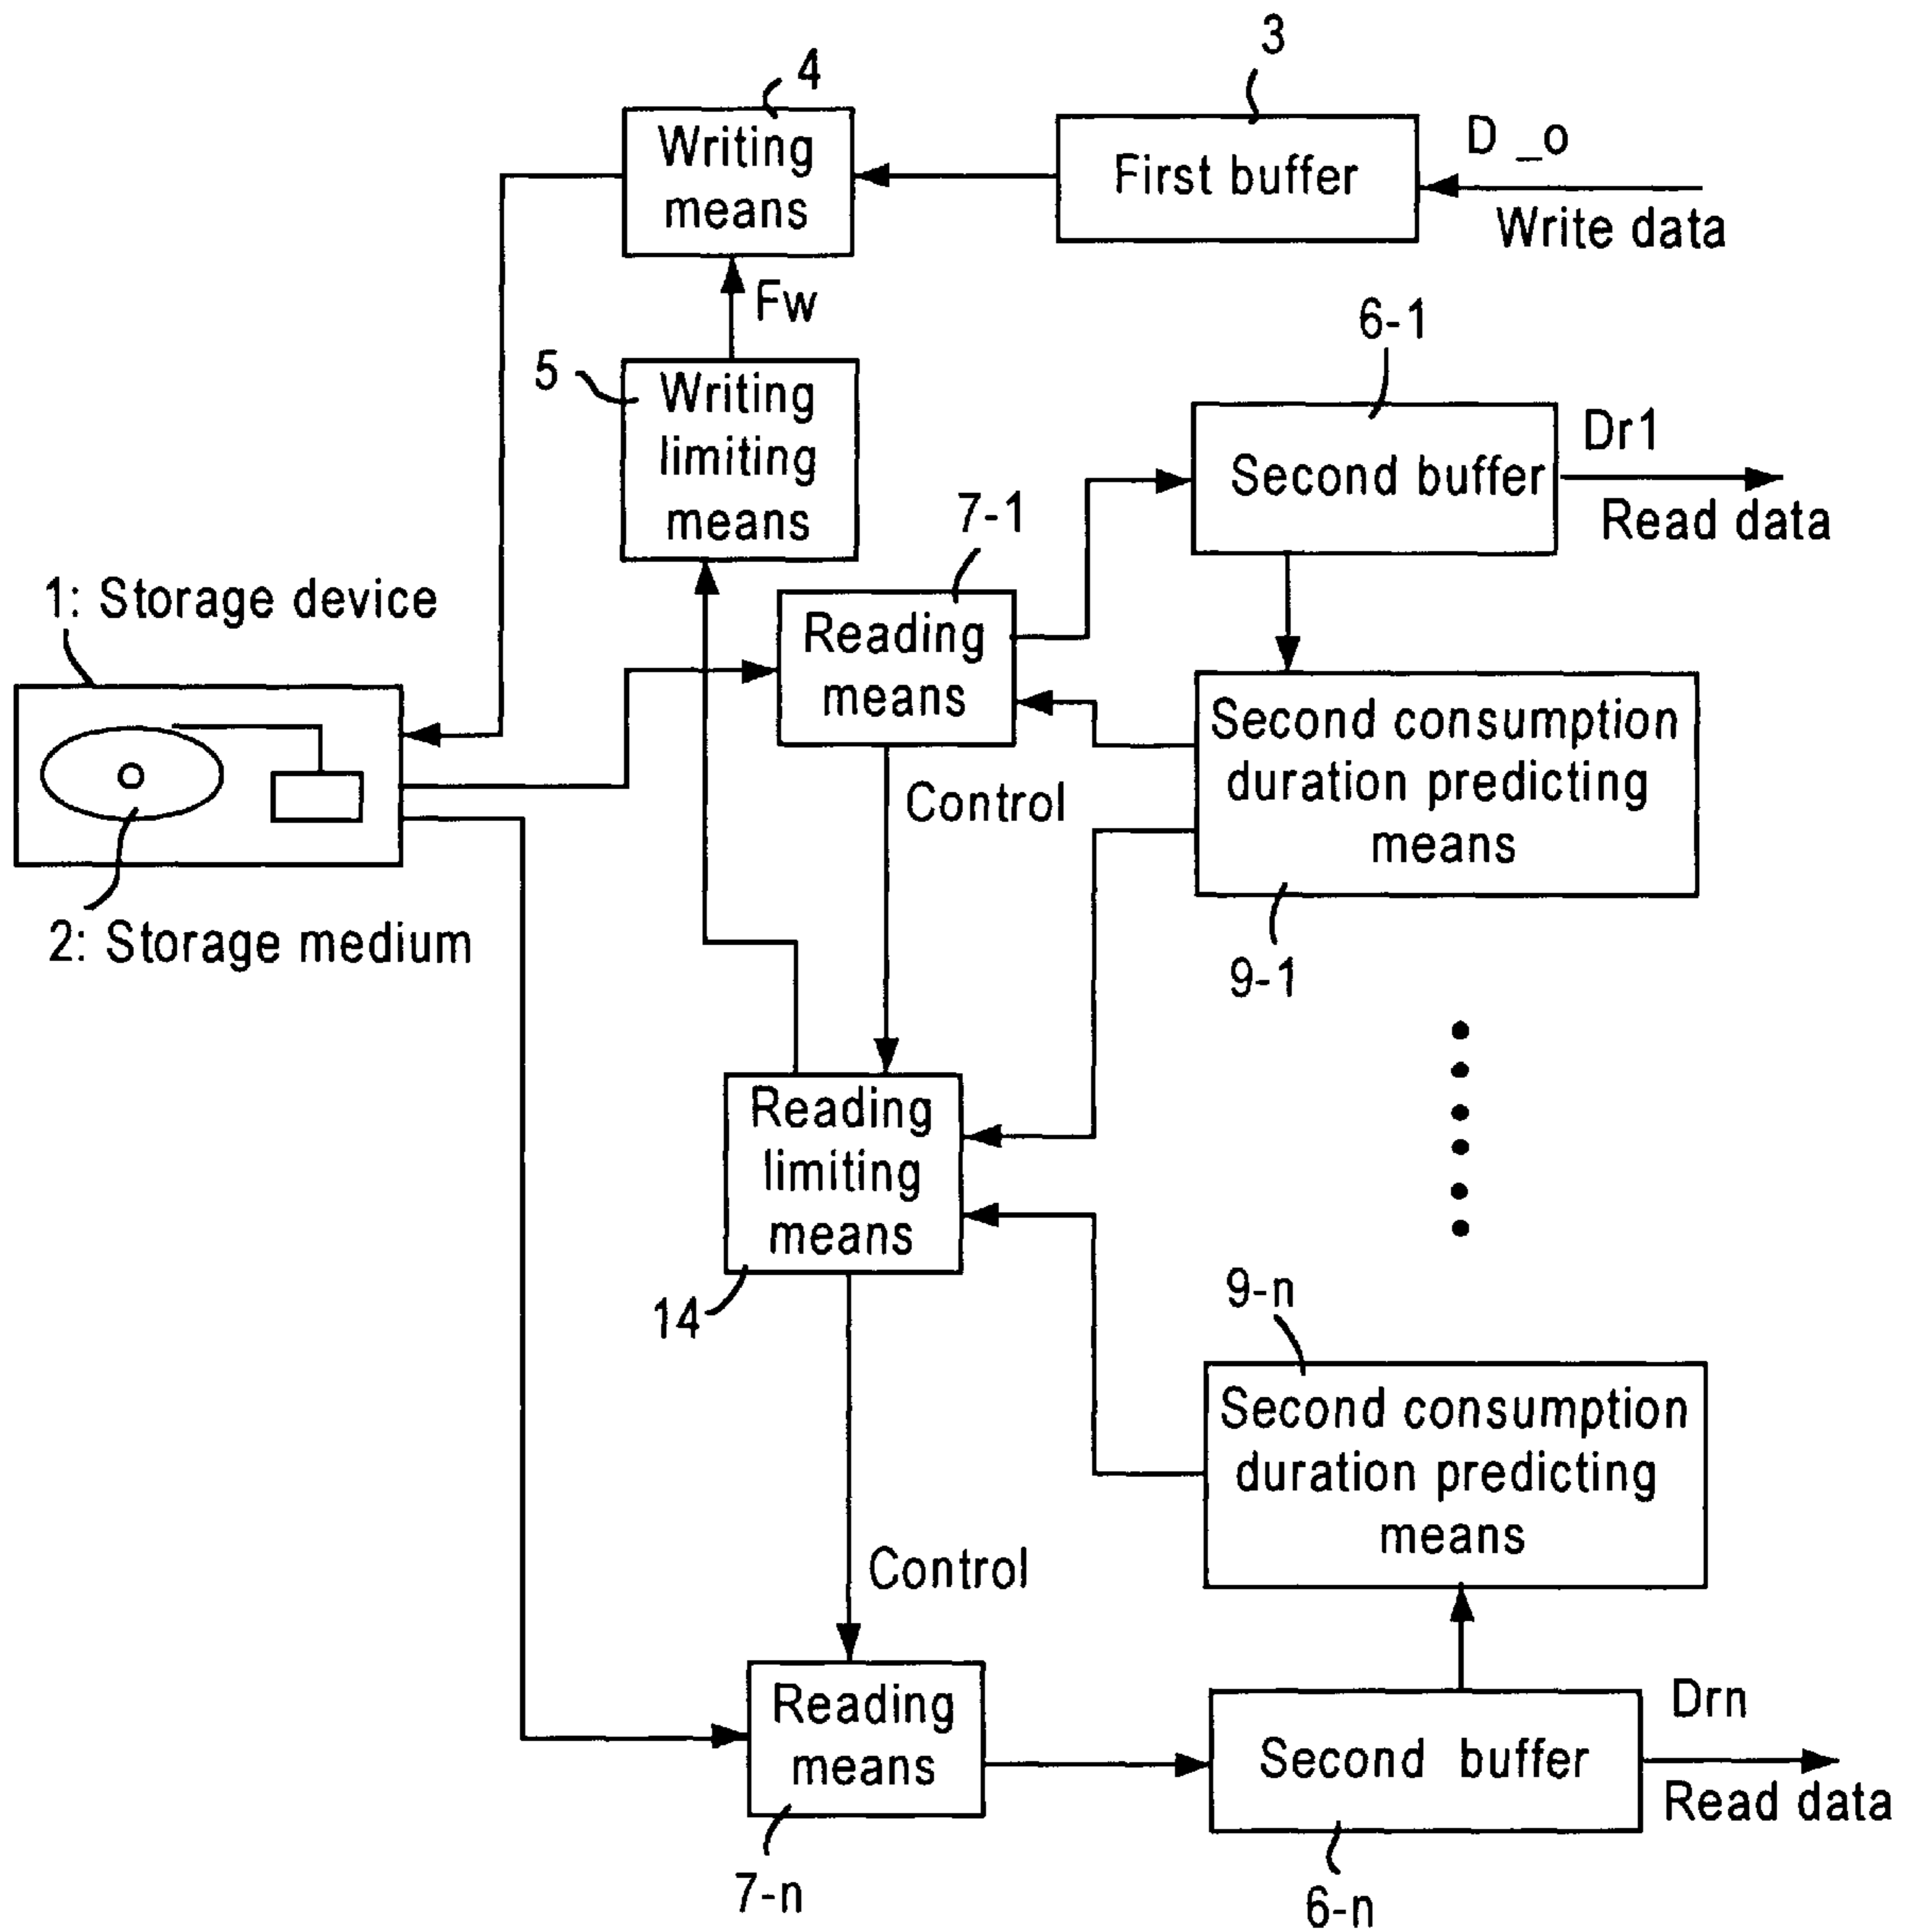 3
4
Writing
means
First buffer
D _o
Write data
Fw
6-1
5
Writing
limiting
means
Second buffer
Dr1
Read data
7-1
1: Storage device
Reading
means
Second consumption
duration predicting
means
Control
2: Storage medium
9-1
Reading
limiting
means
14
9-n
Second consumption
duration predicting
means
Control
Reading
means
Second buffer
Drn
Read data
7-n
6-n